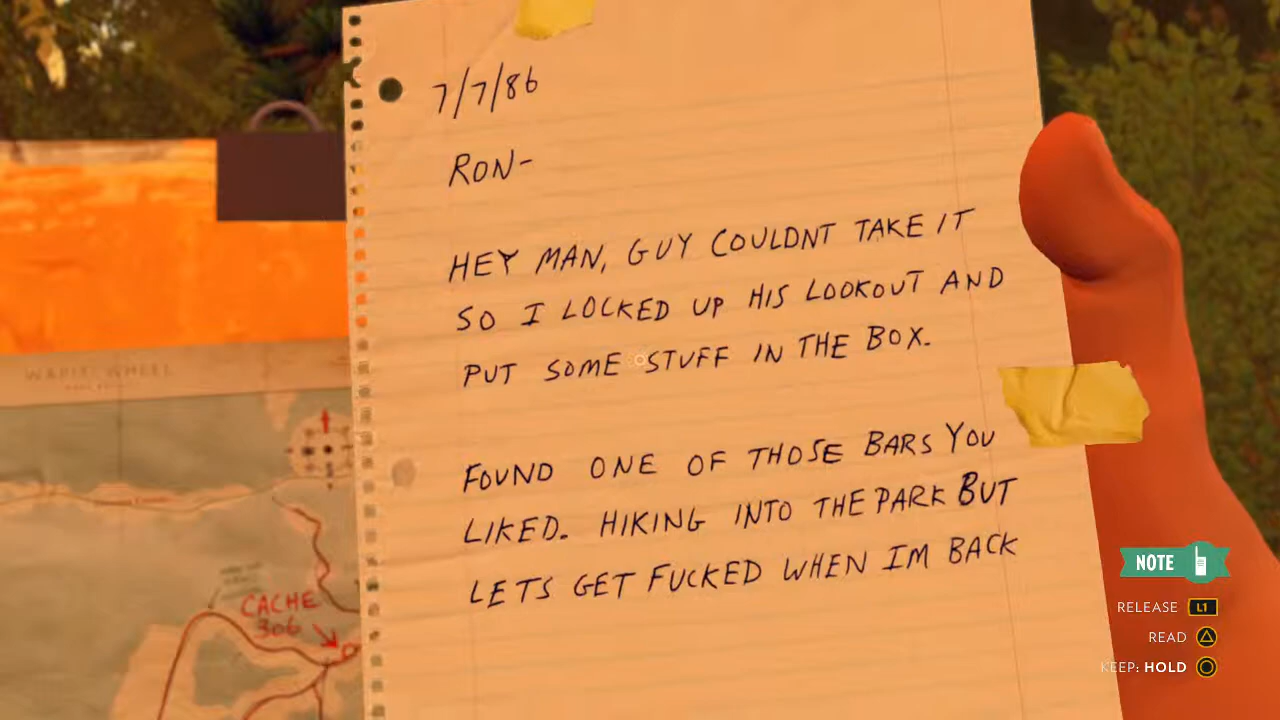 7/7/86
RON-
HEY MAN, GUY COULDNT TAKE IT
SO I LOCKED UP HIS LOOKOUT AND
PUT SOME STUFF IN THE BOX.
FOUND ONE OF THOSE BARS YOU
LIKED. HIKING INTO THE PARK BUT
LETS GET FUCKED WHEN IM BACK
WHEEL
CACHE
306
NOTE
RELEASE L1
READ
KEEP: HOLD